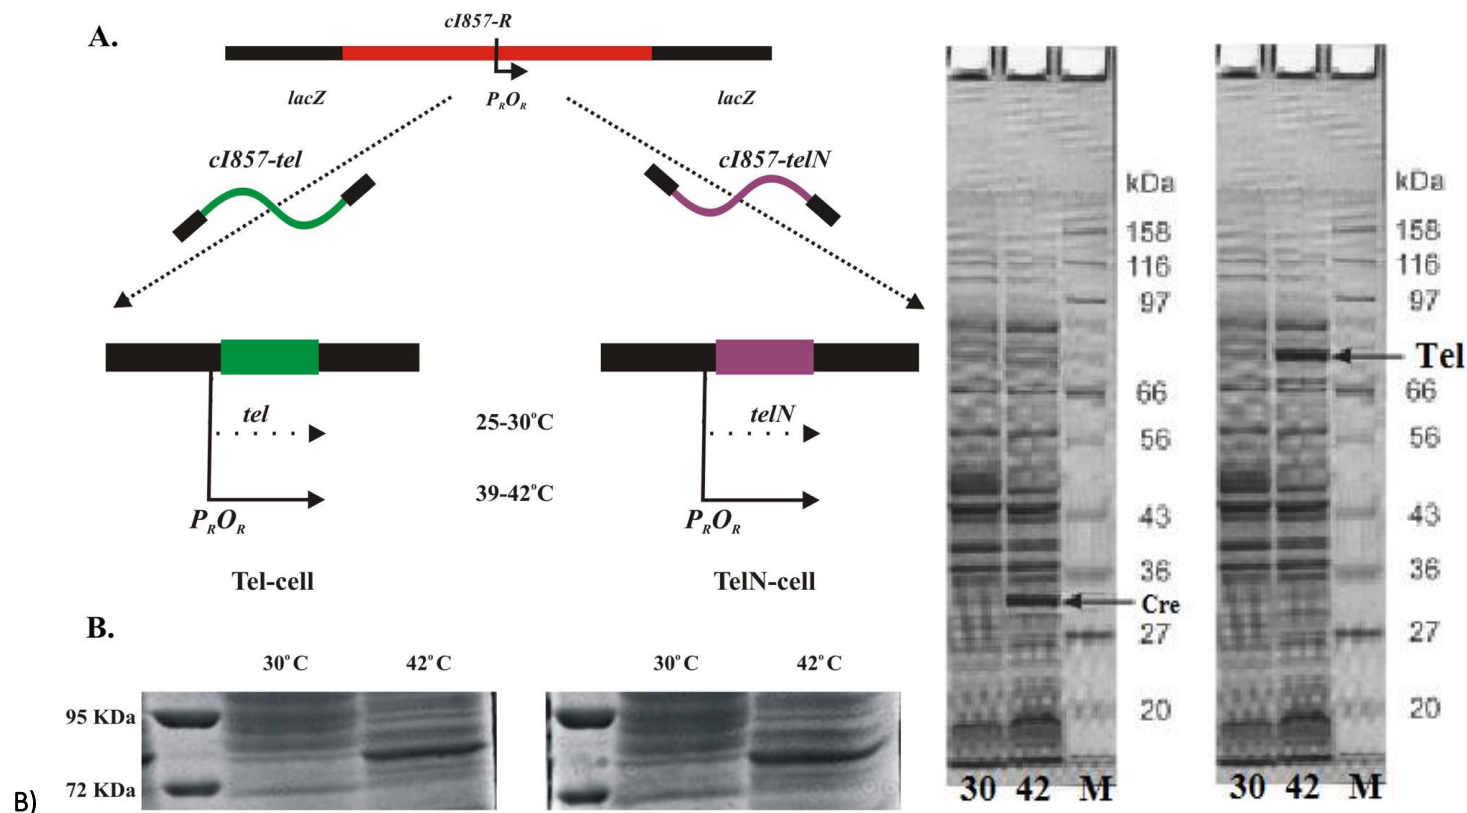 A.
cI857-R
lacZ
PROR
lacZ
cI857-tel
cI857-telN
tel
telN
25-30°C
39-42°C
PROR
PROR
Tel-cell
TelN-cell
B.
30°C 42°C
30°C 42°C
95 KDa
72 KDa
B)
kDa
158
116
97
66
56
43
36
Cre
27
20
30 42 M
kDa
158
116
97
Tel
66
56
43
36
27
20
30 42 M